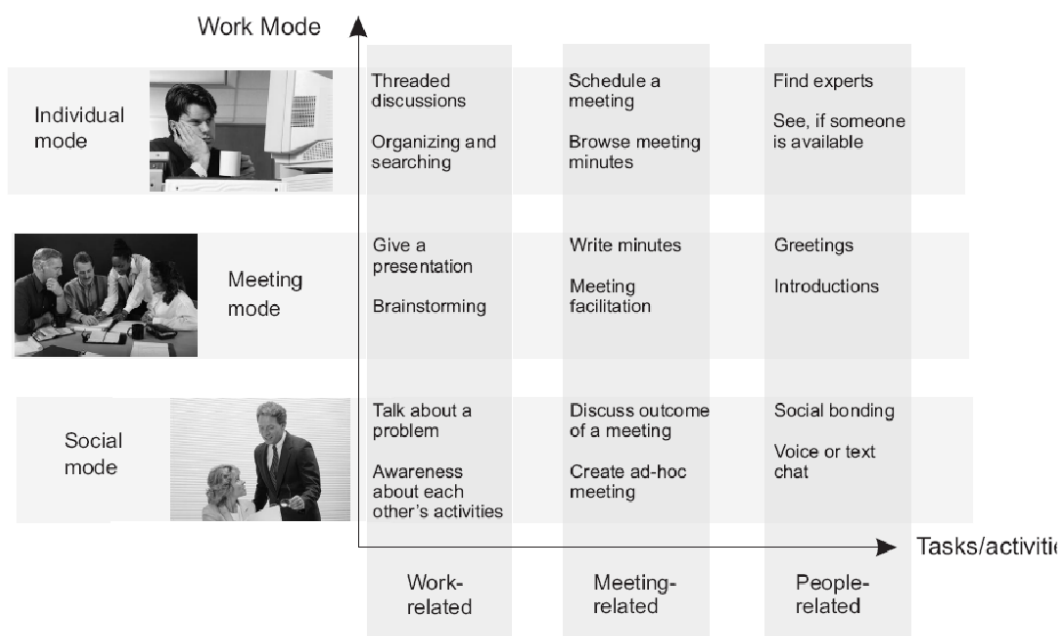 Work Mode
Individual
mode
Threaded
discussions
Organizing and
searching
Schedule a
meeting
Browse meeting
minutes
Find experts
See, if someone
is available
Meeting
mode
Give a
presentation
Brainstorming
Write minutes
Meeting
facilitation
Greetings
Introductions
Social
mode
Talk about a
problem
Awareness
about each
other's activities
Discuss outcome
of a meeting
Create ad-hoc
meeting
Social bonding
Voice or text
chat
Tasks/activitie
Work-
related
Meeting-
related
People-
related